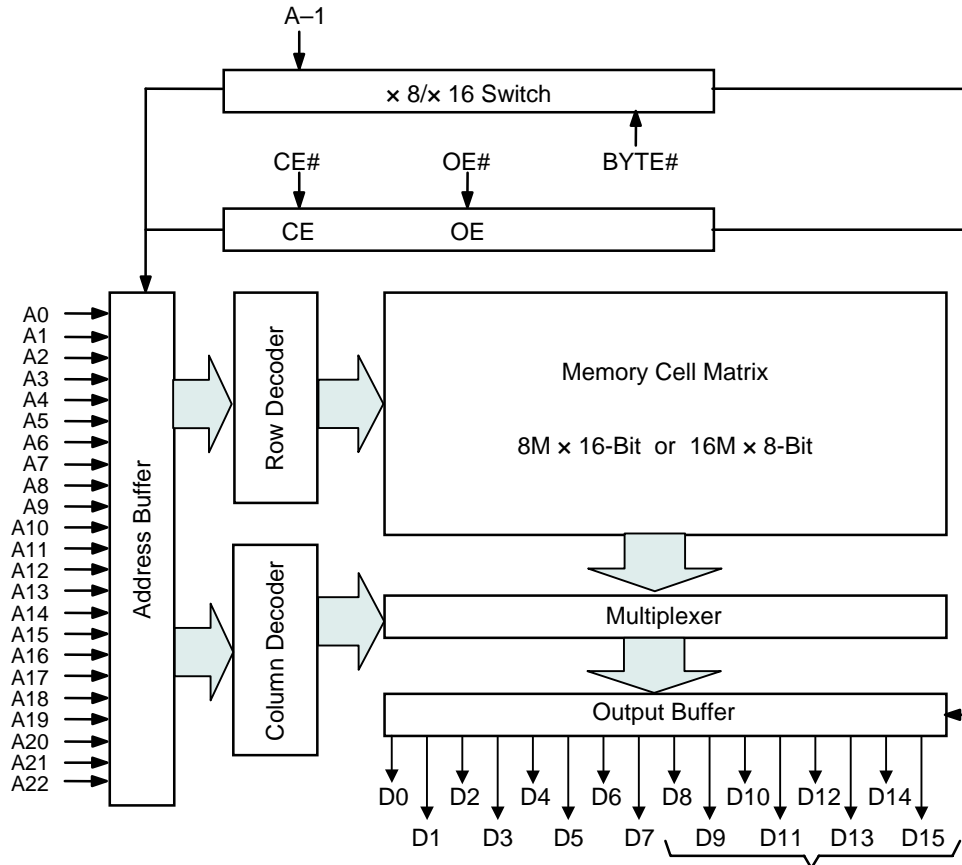 A–1
× 8/× 16 Switch
CE#
OE#
BYTE#
CE
OE
A0
A1
A2
A3
A4
A5
A6
A7
A8
A9
A10
A11
A12
A13
A14
A15
A16
A17
A18
A19
A20
A21
A22
Address Buffer
Row Decoder
Column Decoder
Memory Cell Matrix
8M × 16-Bit or 16M × 8-Bit
Multiplexer
Output Buffer
D0 D2 D4 D6 D8 D10 D12 D14
D1 D3 D5 D7 D9 D11 D13 D15